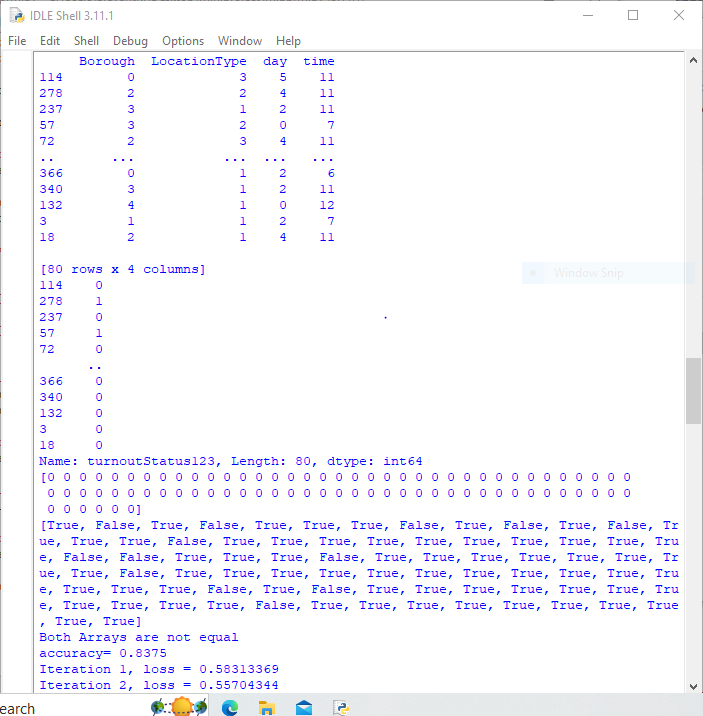 IDLE Shell 3.11.1
File Edit Shell Debug Options Window Help
Borough LocationType day time
114 0 3 5 11
278 2 2 4 11
237 3 1 2 11
57 3 2 0 7
72 2 3 4 11
.. ... ... ... ...
366 0 1 2 6
340 3 1 2 11
132 4 1 0 12
3 1 1 2 7
18 2 1 4 11
[80 rows x 4 columns]
Window Snip
114 0
278 1
237 0
57 1
72 0
..
366 0
340 0
132 0
3 0
18 0
Name: turnoutStatus123, Length: 80, dtype: int64
[0 0 0 0 0 0 0 0 0 0 0 0 0 0 0 0 0 0 0 0 0 0 0 0 0 0 0 0 0 0 0 0 0 0 0 0 0
0 0 0 0 0 0 0 0 0 0 0 0 0 0 0 0 0 0 0 0 0 0 0 0 0 0 0 0 0 0 0 0 0 0 0 0 0
0 0 0 0 0 0]
[True, False, True, False, True, True, True, False, True, False, True, False, Tr
ue, True, True, False, True, True, True, True, True, True, True, True, True, Tru
e, False, False, True, True, True, False, True, True, True, True, True, True, Tr
ue, True, False, True, True, True, True, True, True, True, True, True, True, Tru
e, True, True, True, False, True, False, False, True, True, True, True, True, Tru
e, True, True, True, True, False, True, True, True, True, True, True, True, True
, True, True]
Both Arrays are not equal
accuracy= 0.8375
Iteration 1, loss = 0.58313369
Iteration 2, loss = 0.55704344
earch